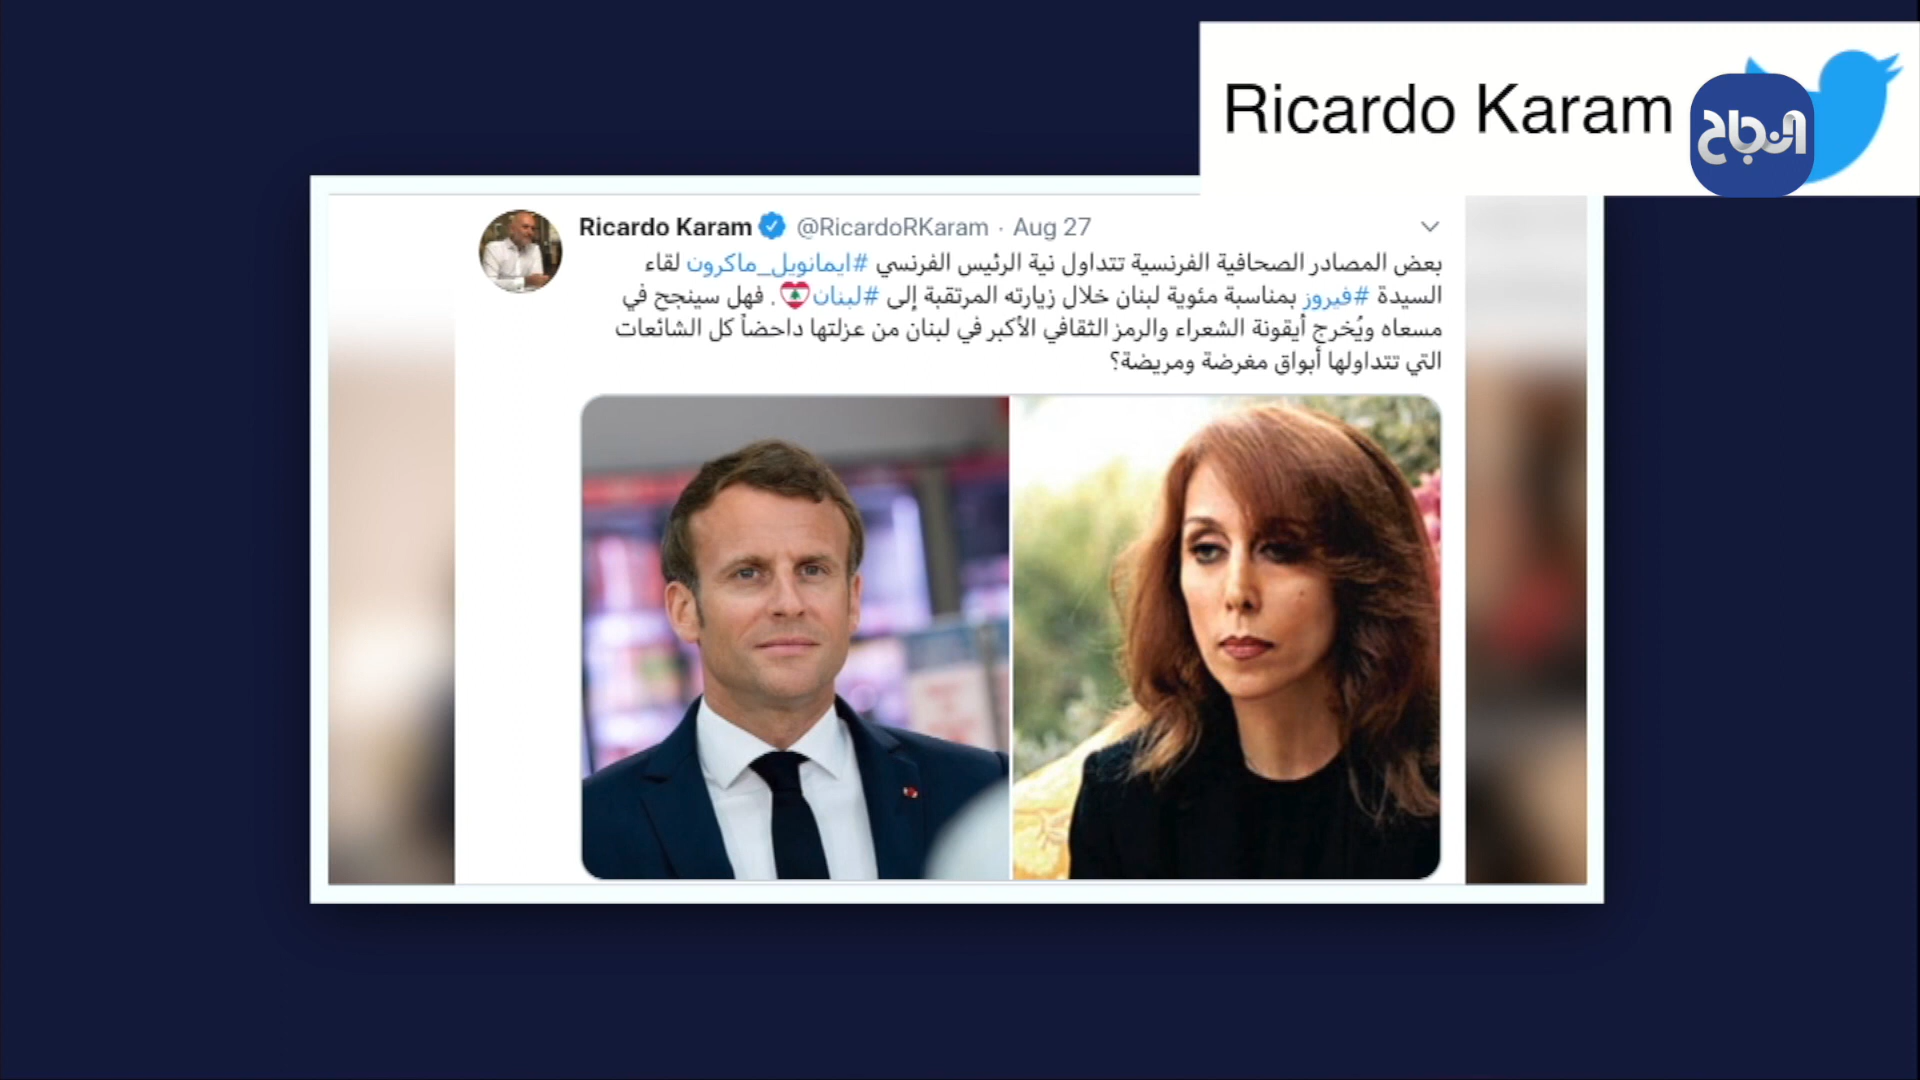 Ricardo Karam
النجاح
Ricardo Karam @RicardoRKaram · Aug 27
بعض المصادر الصحافية الفرنسية تتداول نية الرئيس الفرنسي #ايمانويل_ماكرون لقاء
السيدة #فيروز بمناسبة مئوية لبنان خلال زيارته المرتقبة إلى #لبنان. فهل سينجح في
مسعاه ويُخرج أيقونة الشعراء والرمز الثقافي الأكبر في لبنان من عزلتها داحضاً كل الشائعات
التي تتداولها أبواق مغرضة ومريضة؟